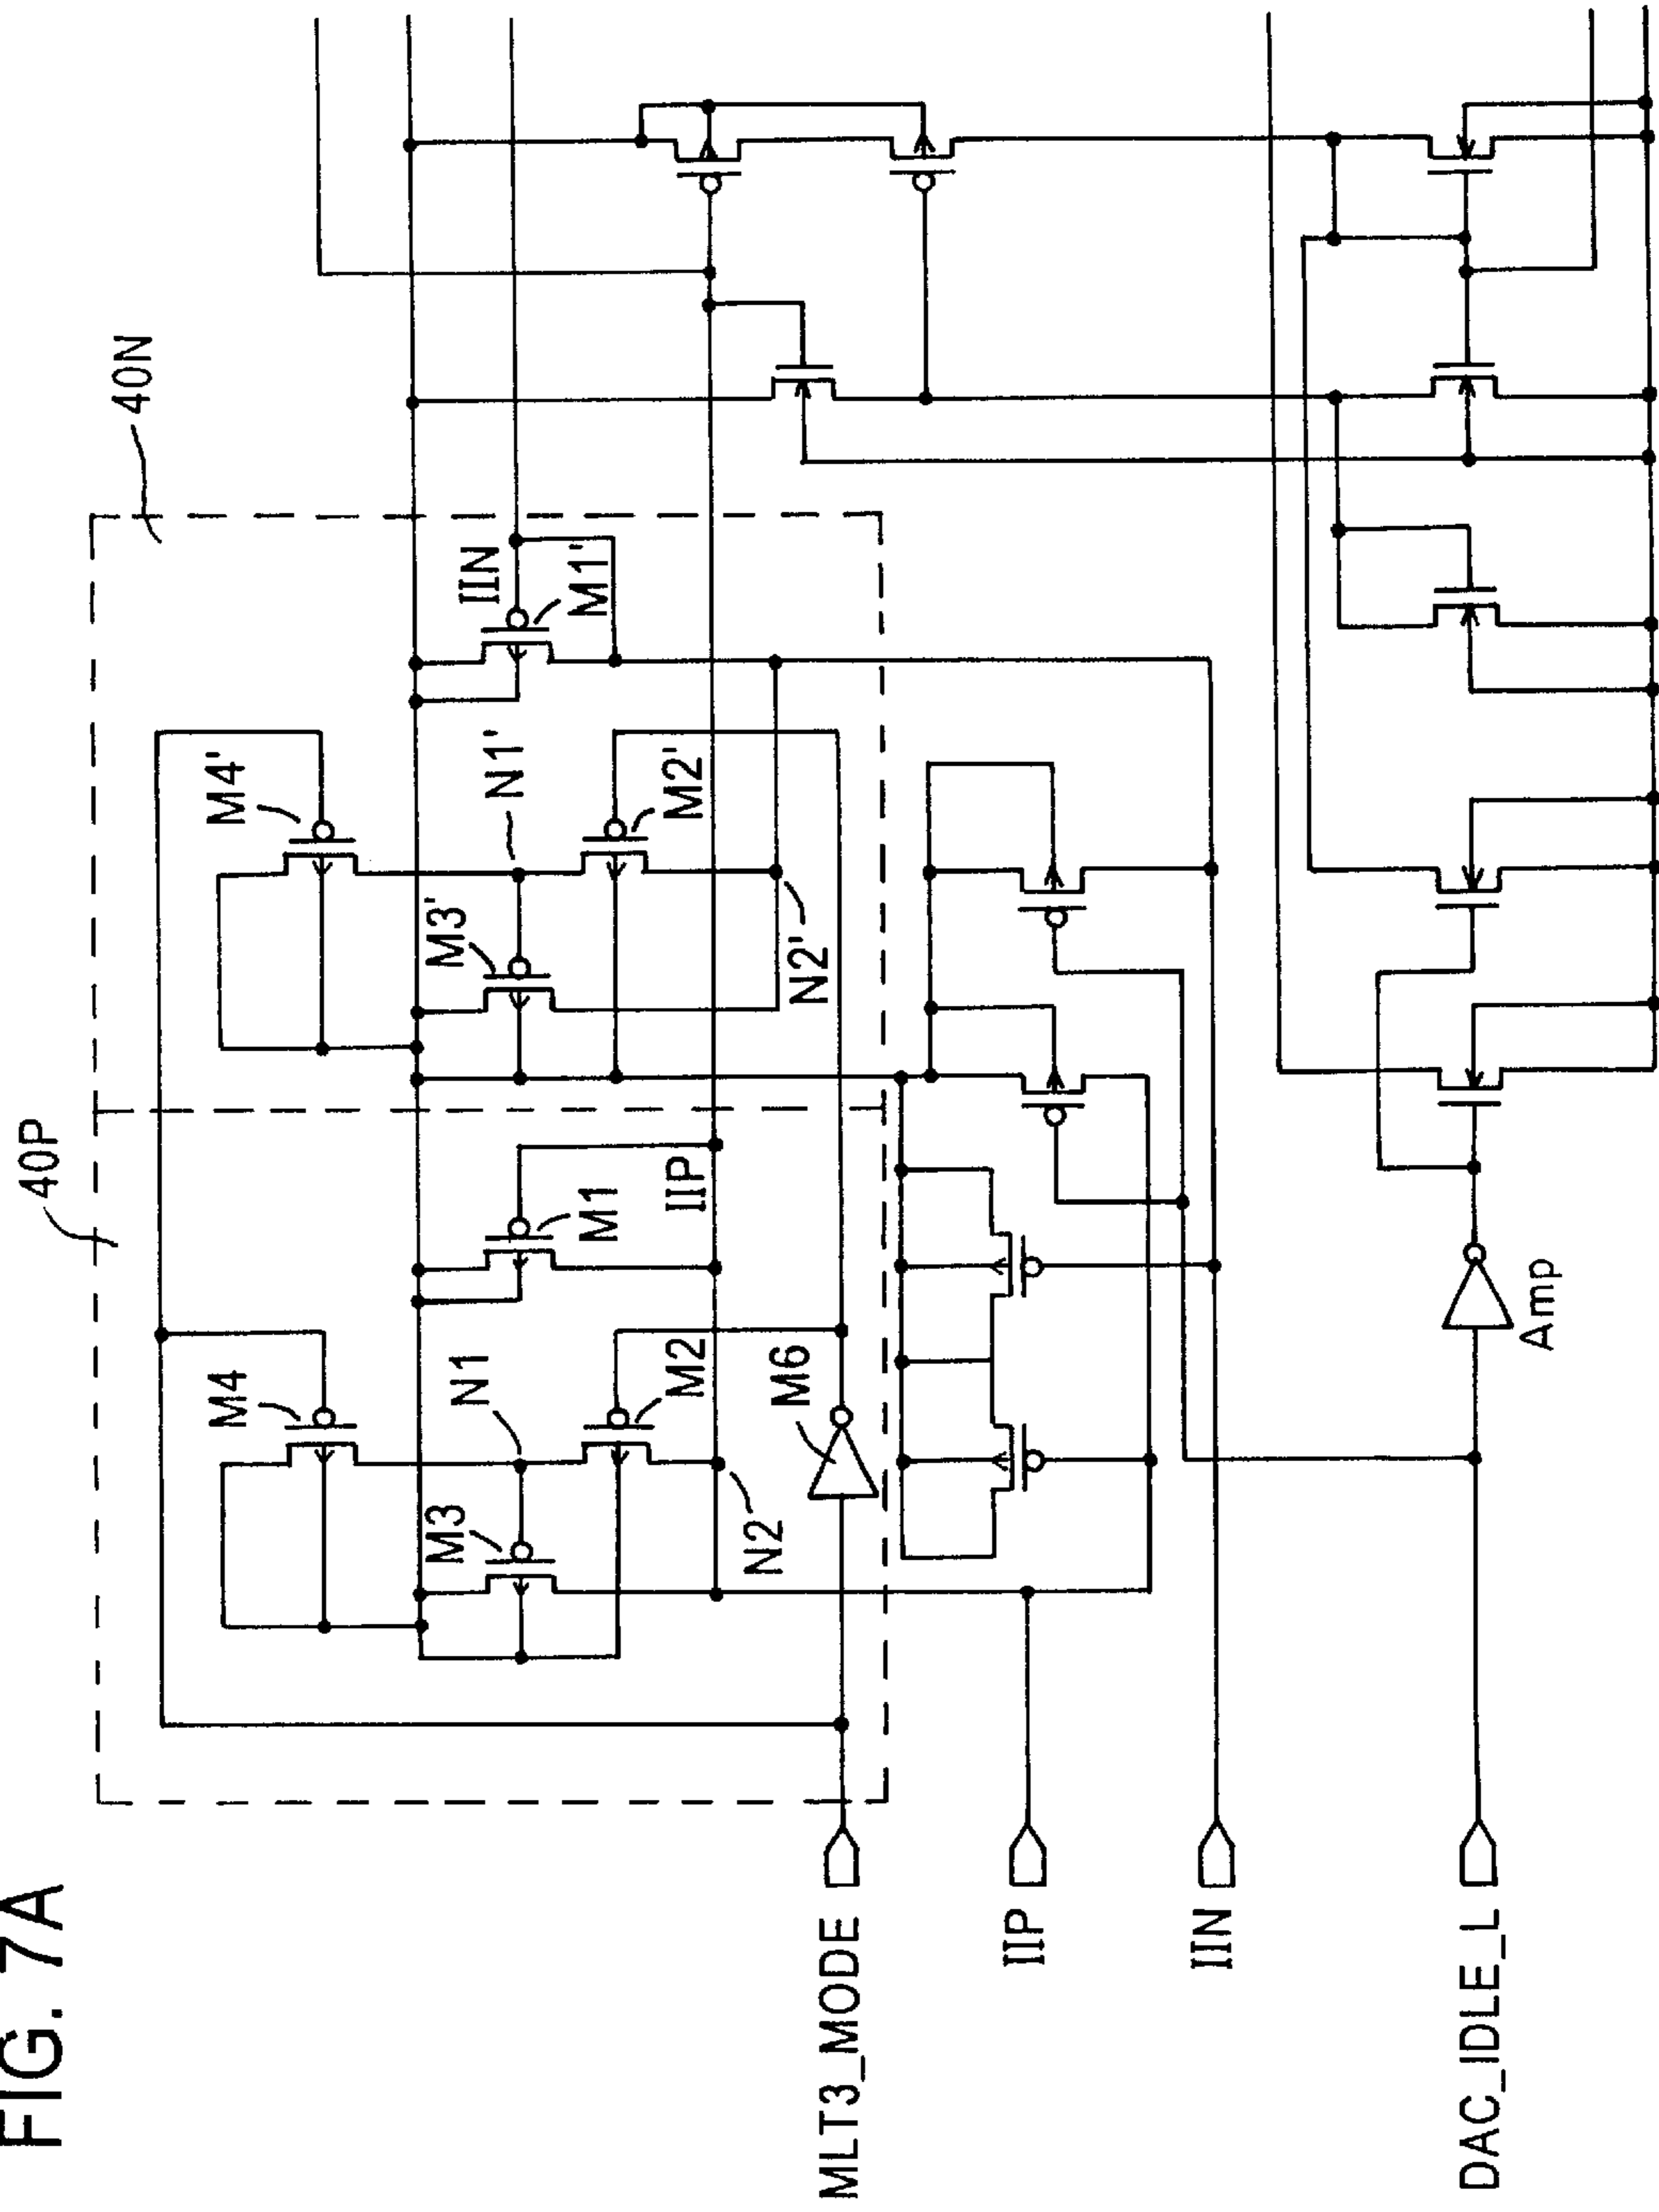 FIG. 7A
40P
40N
M4
M4'
N1
N1'
M3
M3'
M1
M1'
IIN
M2
M2'
IIP
N2
N2'
M6
MLT3_MODE
IIP
IIN
DAC_IDLE_L
Amp